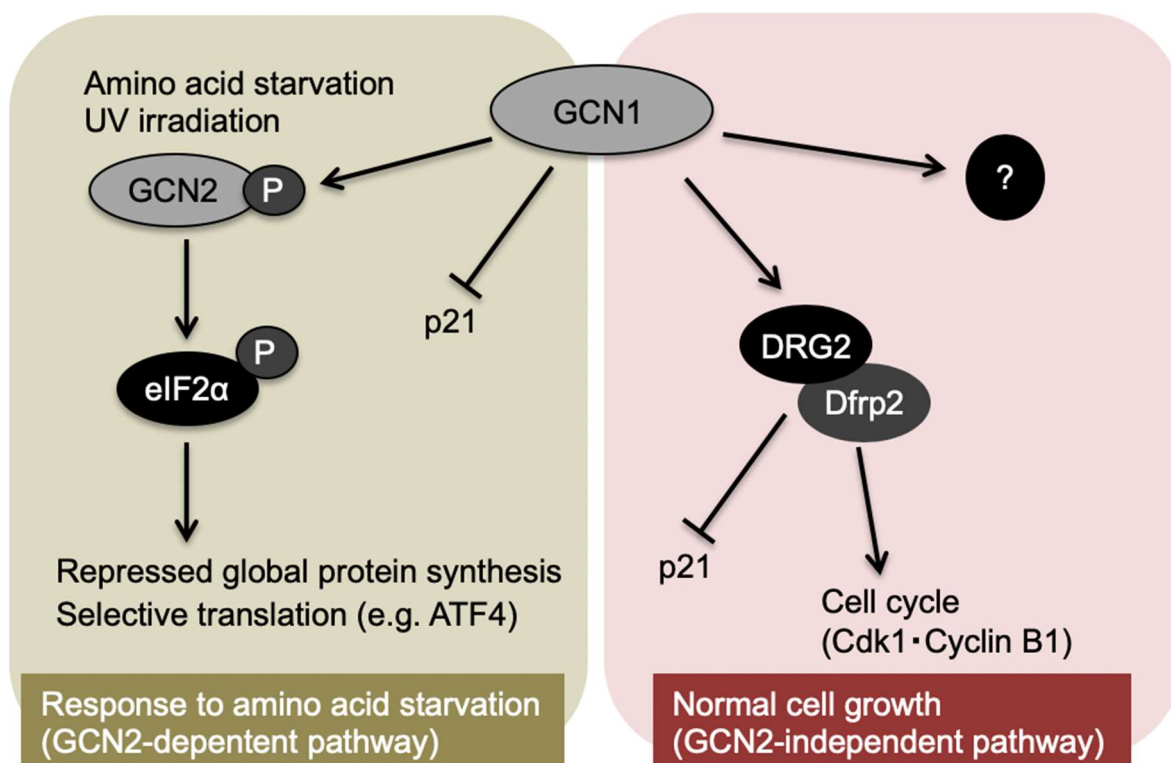 Amino acid starvation
UV irradiation
GCN1
GCN2
P
?
p21
DRG2
Dfrp2
P
eIF2α
p21
Repressed global protein synthesis
Selective translation (e.g. ATF4)
Cell cycle
(Cdk1・Cyclin B1)
Response to amino acid starvation
(GCN2-depentent pathway)
Normal cell growth
(GCN2-independent pathway)